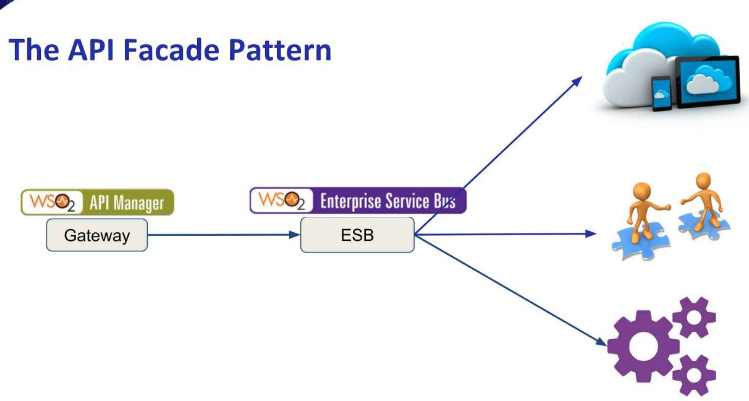 The API Facade Pattern
WSO2 API Manager
Gateway
WSO2 Enterprise Service Bus
ESB